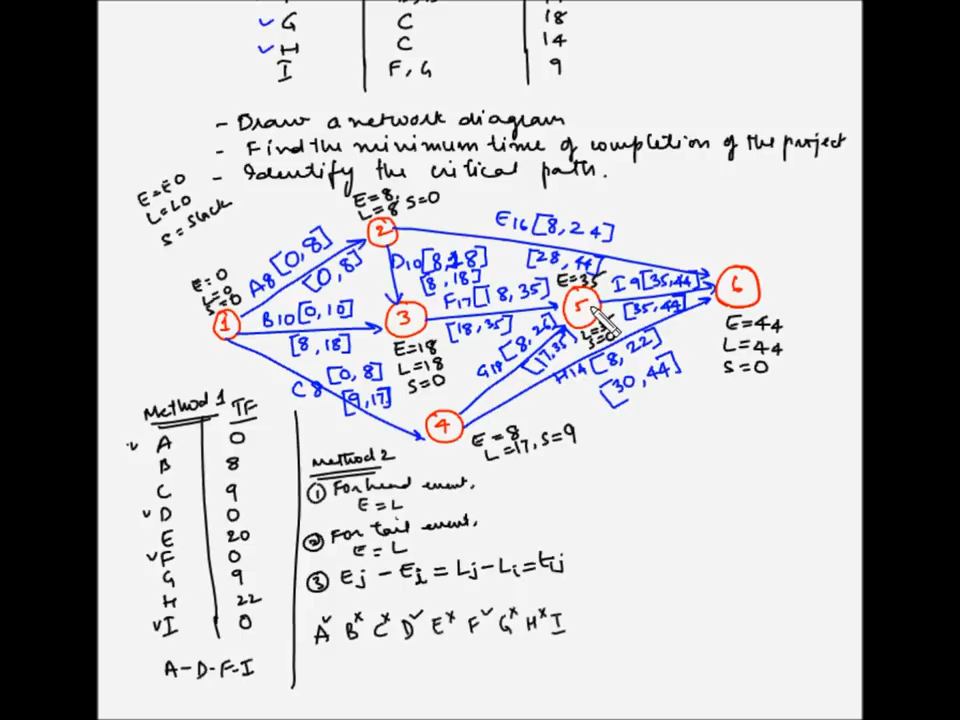 G C 18
H C 14
I F, G 9
- Draw a network diagram
- Find the minimum time of completion of the project
- Identify the critical path.
E=EO
L=LO
S=Slack
E=8,
L=8 S=0
2
E16 [8,24]
[28,44]
A8 [0,8]
[0,8]
D10 [8,18]
[8,18]
E=0
L=0
S=0
1
B10 [0,10]
[8,18]
3
F17 [18,35]
[18,35]
E=35
5
L=35
S=0
I9 [35,44]
[35,44]
6
E=18
L=18
S=0
E=44
L=44
S=0
C8 [0,8]
[9,17]
G18 [8,26]
[17,35]
H14 [8,22]
[30,44]
4
E=8
L=17, S=9
Method 1 TF
A 0
B 8
C 9
D 0
E 20
F 0
G 9
H 22
I 0
A-D-F-I
Method 2
① For head event,
E=L
② For tail event,
E=L
③ Ej - Ei = Lj - Li = tij
A✓ B× C× D✓ E× F✓ G× H× I